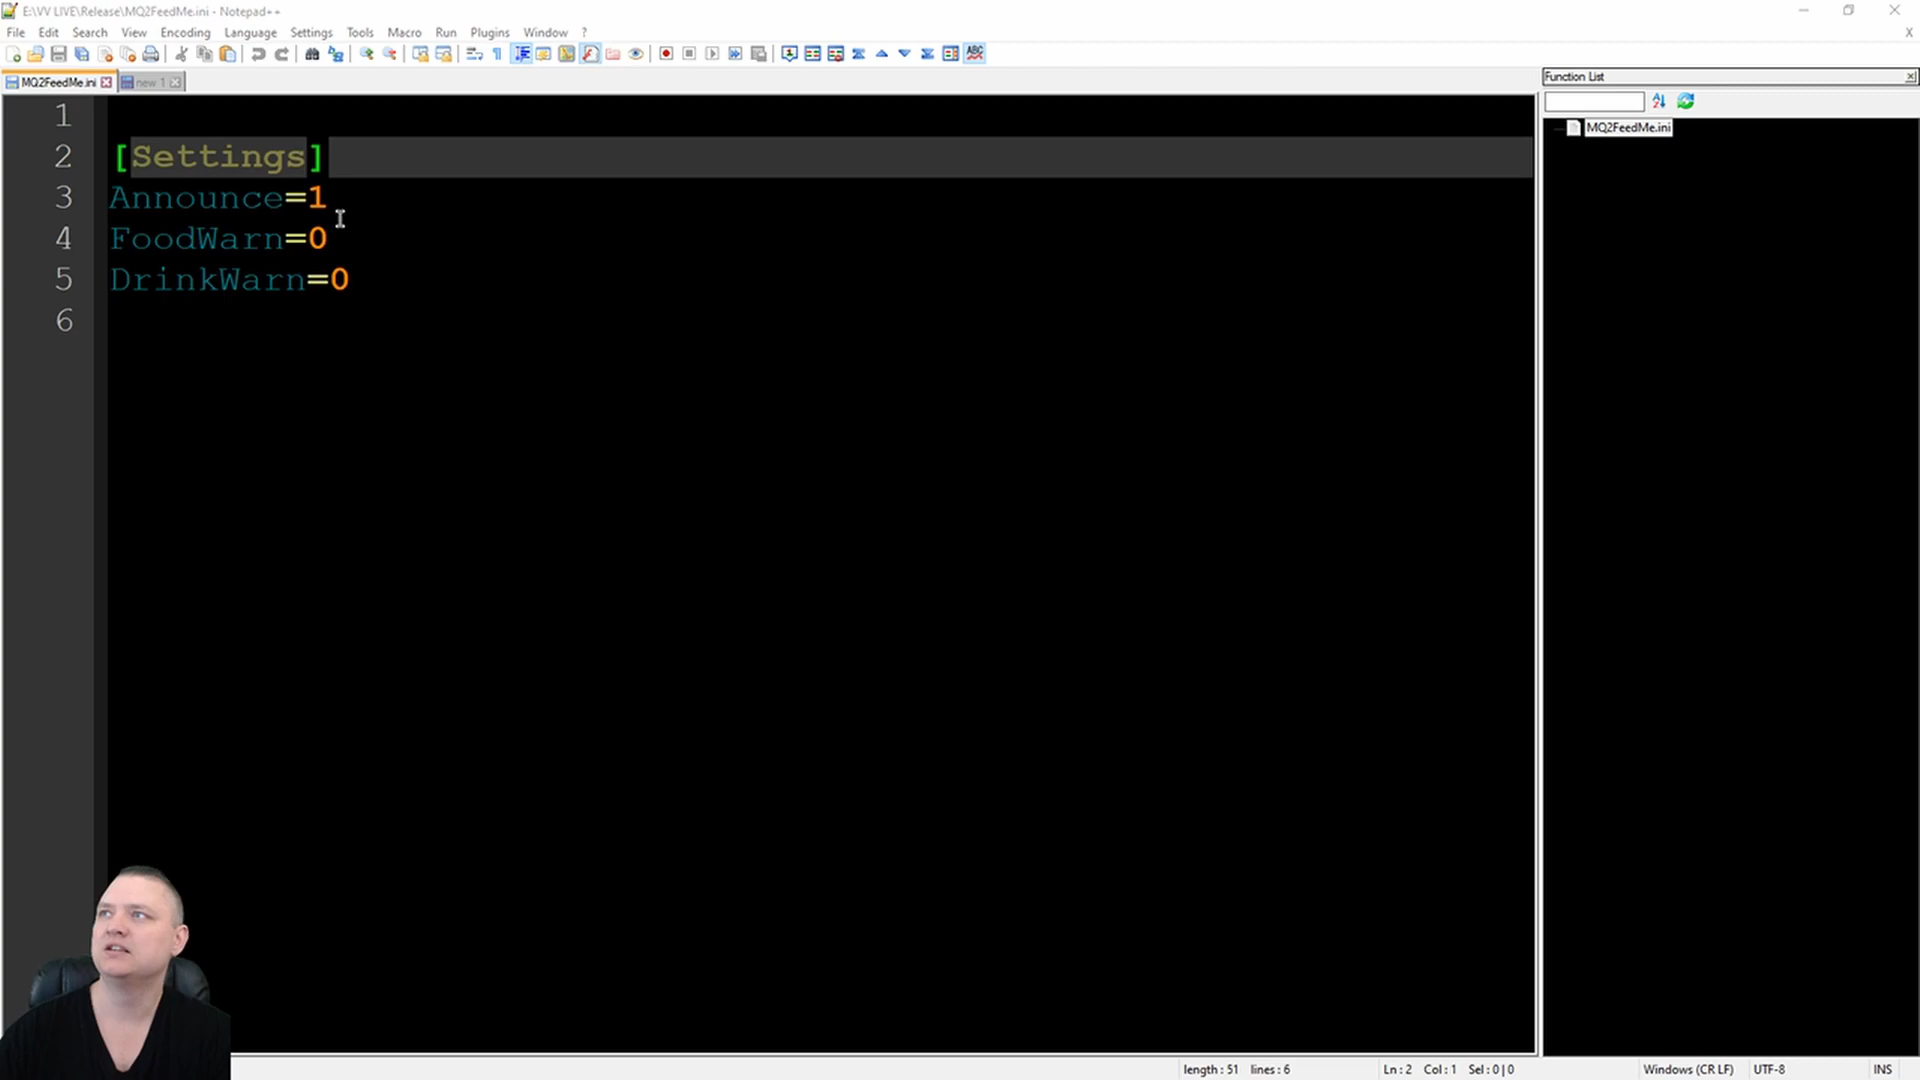 E:\VV LIVE\Release\MQ2FeedMe.ini - Notepad++
File Edit Search View Encoding Language Settings Tools Macro Run Plugins Window ? X
ABC
MQ2FeedMe.ini new 1
Function List
MQ2FeedMe.ini
1
2 [Settings]
3 Announce=1
4 FoodWarn=0
5 DrinkWarn=0
6
length : 51 lines : 6 Ln : 2 Col : 1 Sel : 0 | 0 Windows (CR LF) UTF-8 INS